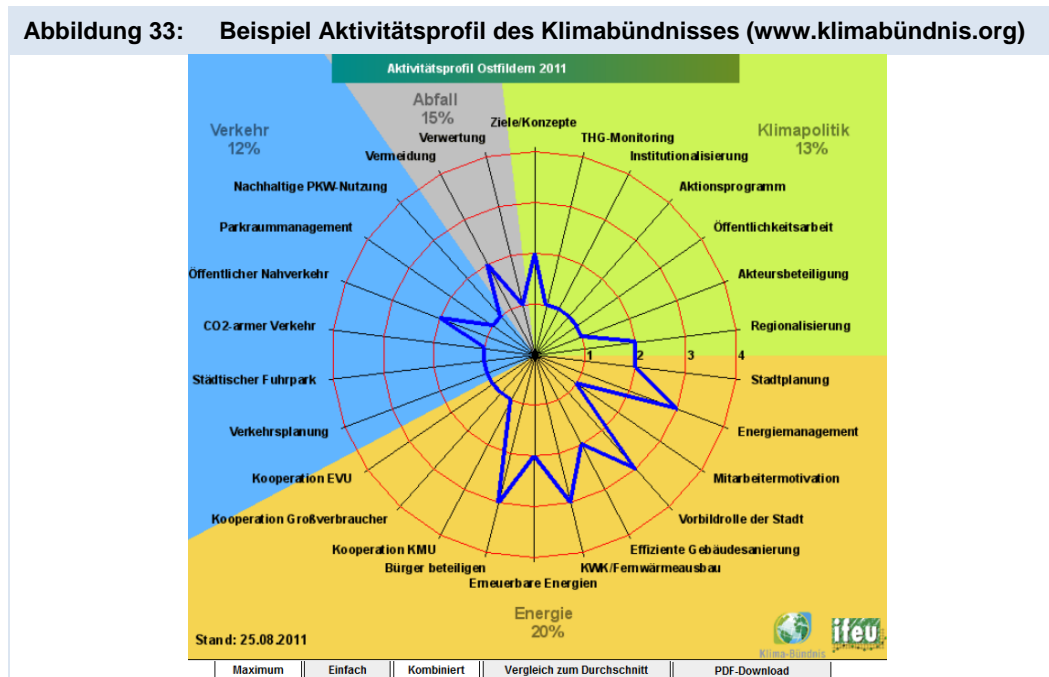 Abbildung 33: Beispiel Aktivitätsprofil des Klimabündnisses (www.klimabündnis.org)
Aktivitätsprofil Ostfildern 2011
Abfall
15%
Verkehr
12%
Klimapolitik
13%
Ziele/Konzepte
THG-Monitoring
Institutionalisierung
Aktionsprogramm
Öffentlichkeitsarbeit
Akteursbeteiligung
Regionalisierung
1 2 3 4
Stadtplanung
Energiemanagement
Mitarbeitermotivation
Vorbildrolle der Stadt
Effiziente Gebäudesanierung
KWK/Fernwärmeausbau
Erneuerbare Energien
Bürger beteiligen
Kooperation KMU
Kooperation Großverbraucher
Kooperation EVU
Verkehrsplanung
Städtischer Fuhrpark
CO2-armer Verkehr
Öffentlicher Nahverkehr
Parkraummanagement
Nachhaltige PKW-Nutzung
Vermeidung
Verwertung
Energie
20%
Stand: 25.08.2011
Klima-Bündnis
ifeu
Maximum Einfach Kombiniert Vergleich zum Durchschnitt PDF-Download